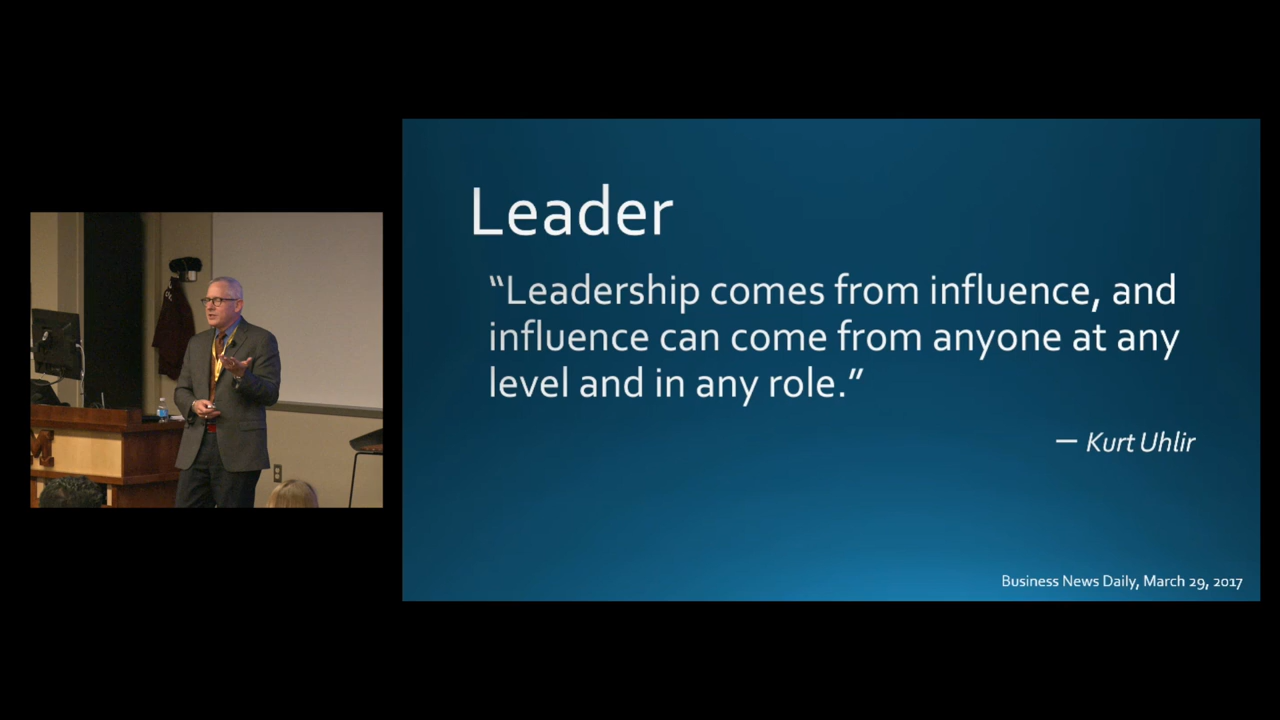 Leader
“Leadership comes from influence, and
influence can come from anyone at any
level and in any role.”
— Kurt Uhlir
Business News Daily, March 29, 2017
M